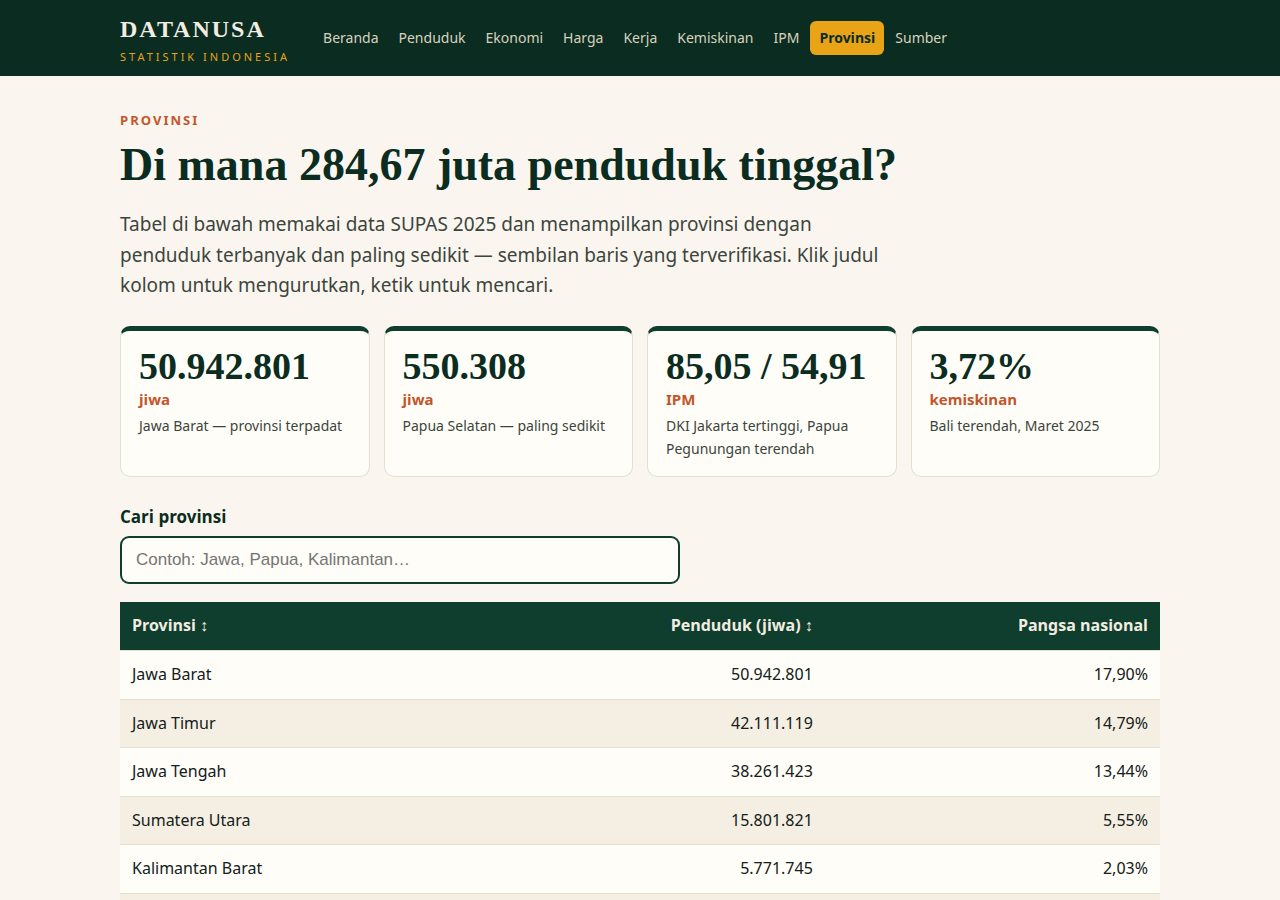 DATANUSA
STATISTIK INDONESIA
Beranda Penduduk Ekonomi Harga Kerja Kemiskinan IPM Provinsi Sumber
PROVINSI
Di mana 284,67 juta penduduk tinggal?
Tabel di bawah memakai data SUPAS 2025 dan menampilkan provinsi dengan
penduduk terbanyak dan paling sedikit — sembilan baris yang terverifikasi. Klik judul
kolom untuk mengurutkan, ketik untuk mencari.
50.942.801
jiwa
Jawa Barat — provinsi terpadat
550.308
jiwa
Papua Selatan — paling sedikit
85,05 / 54,91
IPM
DKI Jakarta tertinggi, Papua
Pegunungan terendah
3,72%
kemiskinan
Bali terendah, Maret 2025
Cari provinsi
Contoh: Jawa, Papua, Kalimantan…
Provinsi ↕ Penduduk (jiwa) ↕ Pangsa nasional
Jawa Barat 50.942.801 17,90%
Jawa Timur 42.111.119 14,79%
Jawa Tengah 38.261.423 13,44%
Sumatera Utara 15.801.821 5,55%
Kalimantan Barat 5.771.745 2,03%